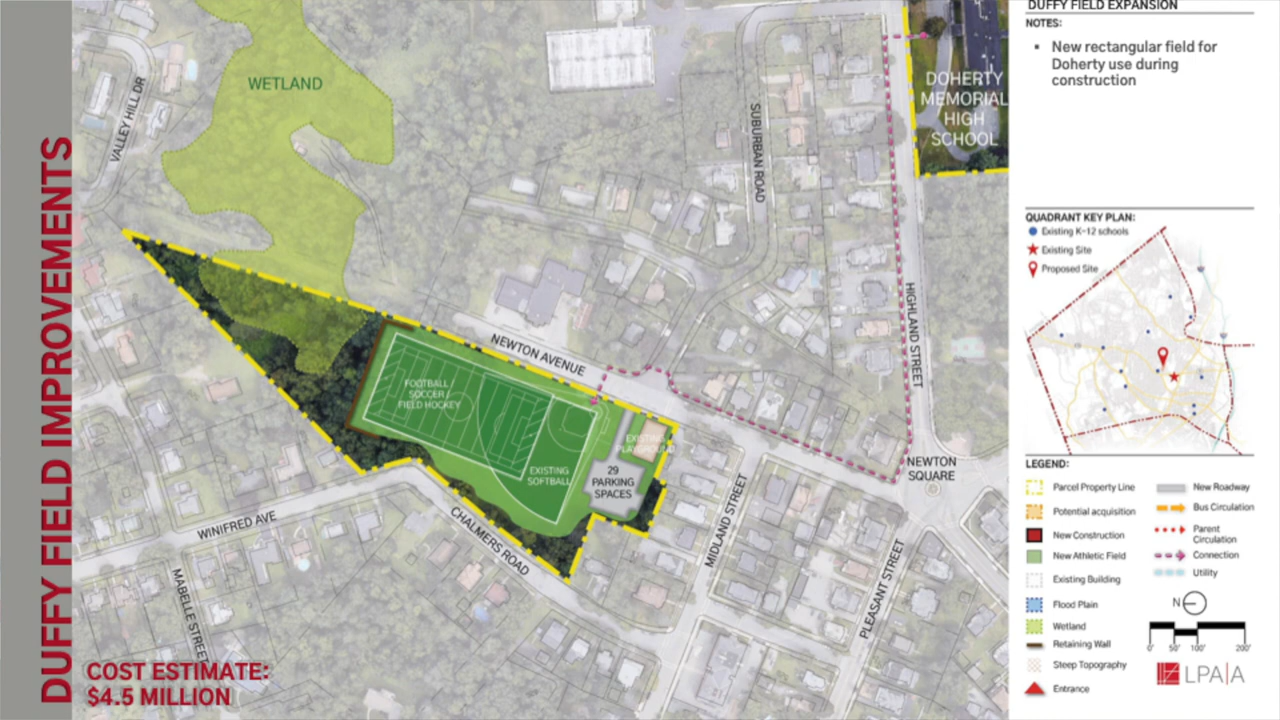 DUFFY FIELD IMPROVEMENTS
COST ESTIMATE:
$4.5 MILLION
WETLAND
VALLEY HILL DR
SUBURBAN ROAD
DOHERTY
MEMORIAL
HIGH
SCHOOL
HIGHLAND STREET
NEWTON AVENUE
FOOTBALL
SOCCER /
FIELD HOCKEY
EXISTING
SOFTBALL
EXISTING
PLAYGROUND
29
PARKING
SPACES
NEWTON
SQUARE
WINIFRED AVE
CHALMERS ROAD
MIDLAND STREET
PLEASANT STREET
MABELLE STREET
DUFFY FIELD EXPANSION
NOTES:
▪ New rectangular field for
Doherty use during
construction
QUADRANT KEY PLAN:
Existing K-12 schools
Existing Site
Proposed Site
LEGEND:
Parcel Property Line
Potential acquisition
New Construction
New Athletic Field
Existing Building
Flood Plain
Wetland
Retaining Wall
Steep Topography
Entrance
New Roadway
Bus Circulation
Parent
Circulation
Connection
Utility
N
0' 50' 100' 200'
LPA|A